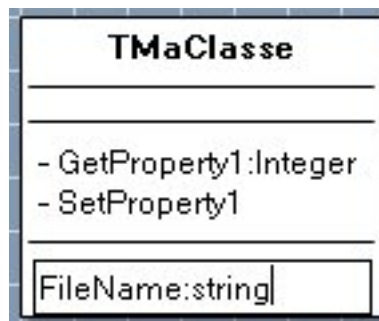 TMaClasse
- GetProperty1:Integer
- SetProperty1
FileName:string